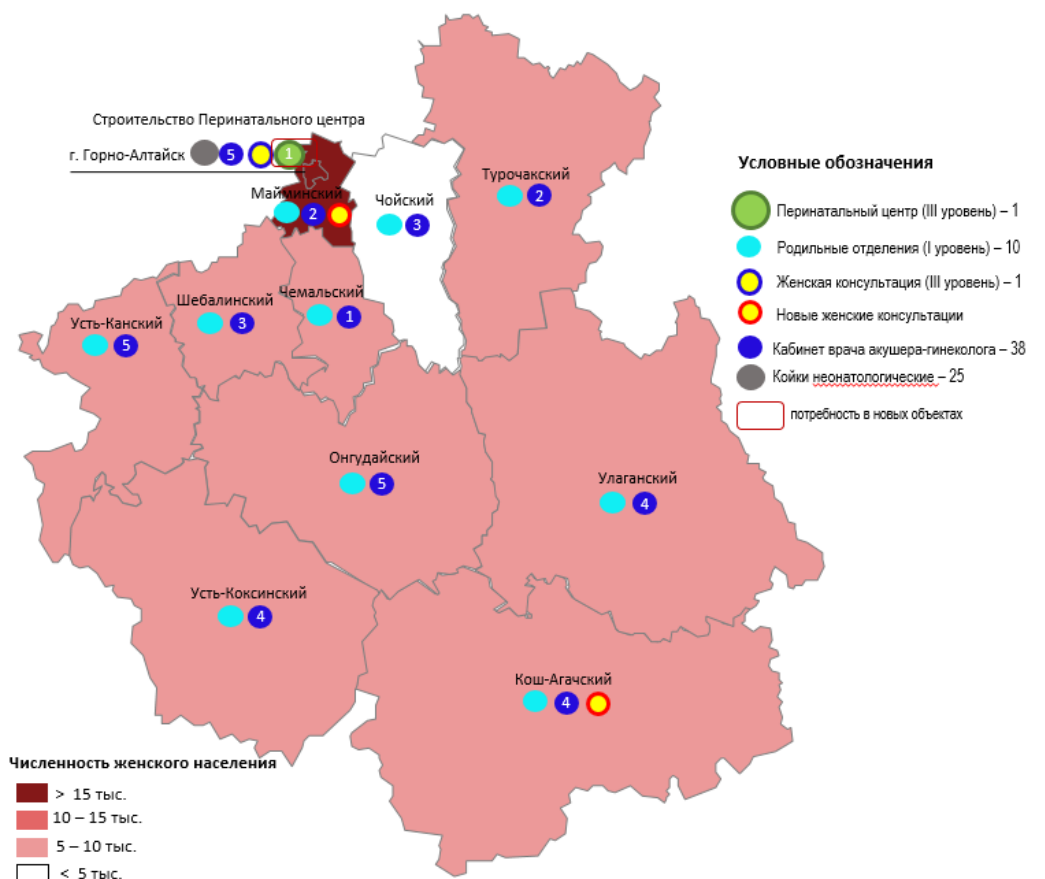 Строительство Перинатального центра
г. Горно-Алтайск 5 1
Майминский
2
Чойский
3
Турочакский
2
Условные обозначения
Перинатальный центр (III уровень) – 1
Родильные отделения (I уровень) – 10
Женская консультация (III уровень) – 1
Новые женские консультации
Кабинет врача акушера-гинеколога – 38
Койки неонатологические – 25
потребность в новых объектах
Чемальский
1
Шебалинский
3
Усть-Канский
5
Онгудайский
5
Улаганский
4
Усть-Коксинский
4
Кош-Агачский
4
Численность женского населения
> 15 тыс.
10 – 15 тыс.
5 – 10 тыс.
< 5 тыс.